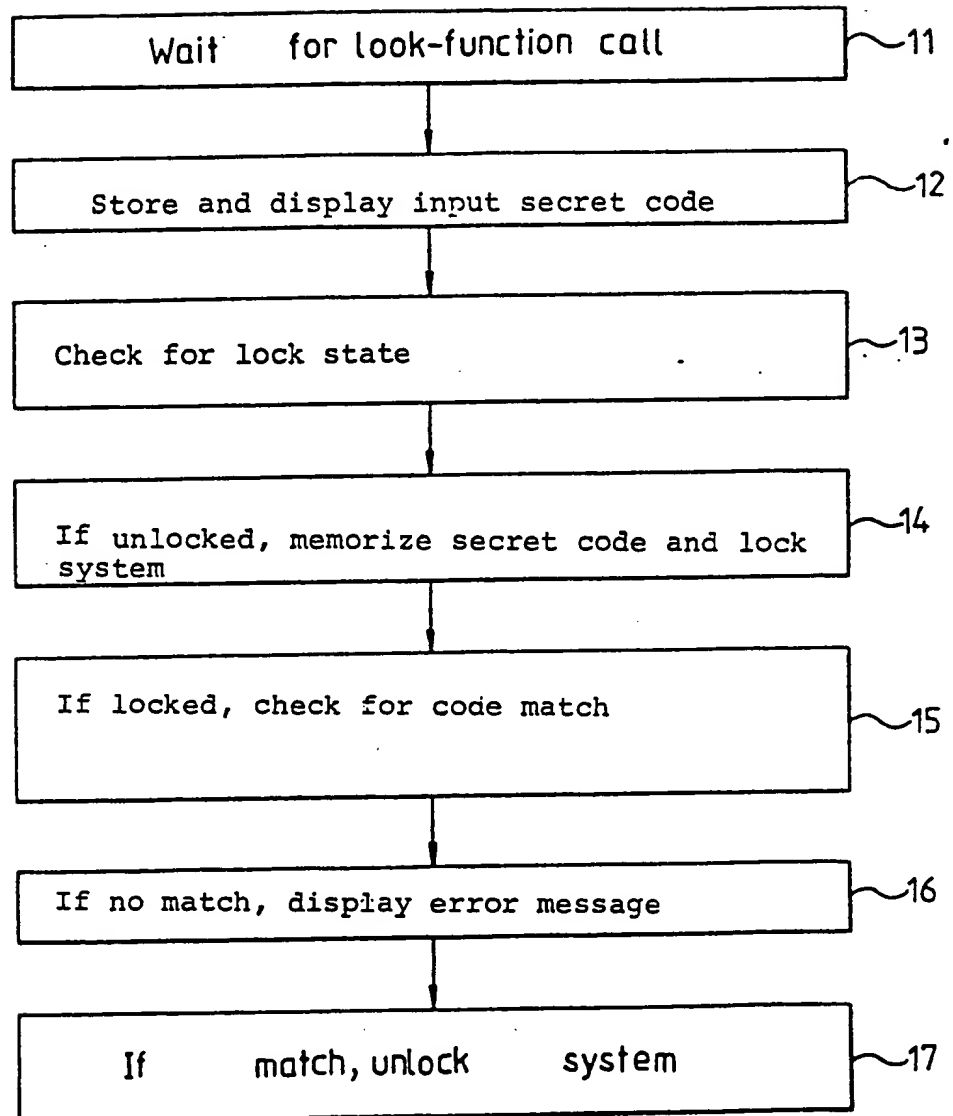 Wait for look-function call
11
Store and display input secret code
12
Check for lock state
13
If unlocked, memorize secret code and lock
system
14
If locked, check for code match
15
If no match, display error message
16
If match, unlock system
17